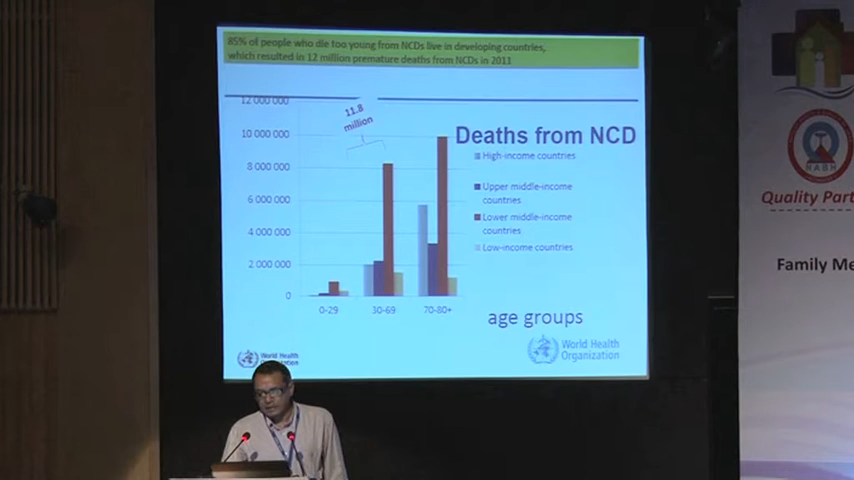 85% of people who die too young from NCDs live in developing countries,
which resulted in 12 million premature deaths from NCDs in 2011
12 000 000
10 000 000
8 000 000
6 000 000
4 000 000
2 000 000
0
11.8
million
Deaths from NCD
High-income countries
Upper middle-income
countries
Lower middle-income
countries
Low-income countries
0-29
30-69
70-80+
age groups
World Health
Organization
World Health
Organization
NABH
Quality Part
Family Me